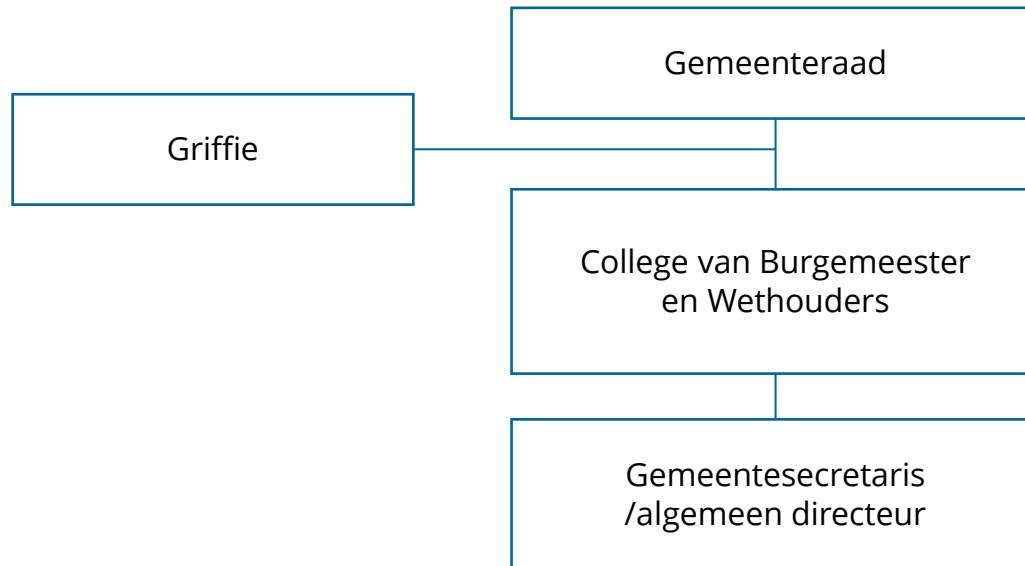 Gemeenteraad
Griffie
College van Burgemeester
en Wethouders
Gemeentesecretaris
/algemeen directeur